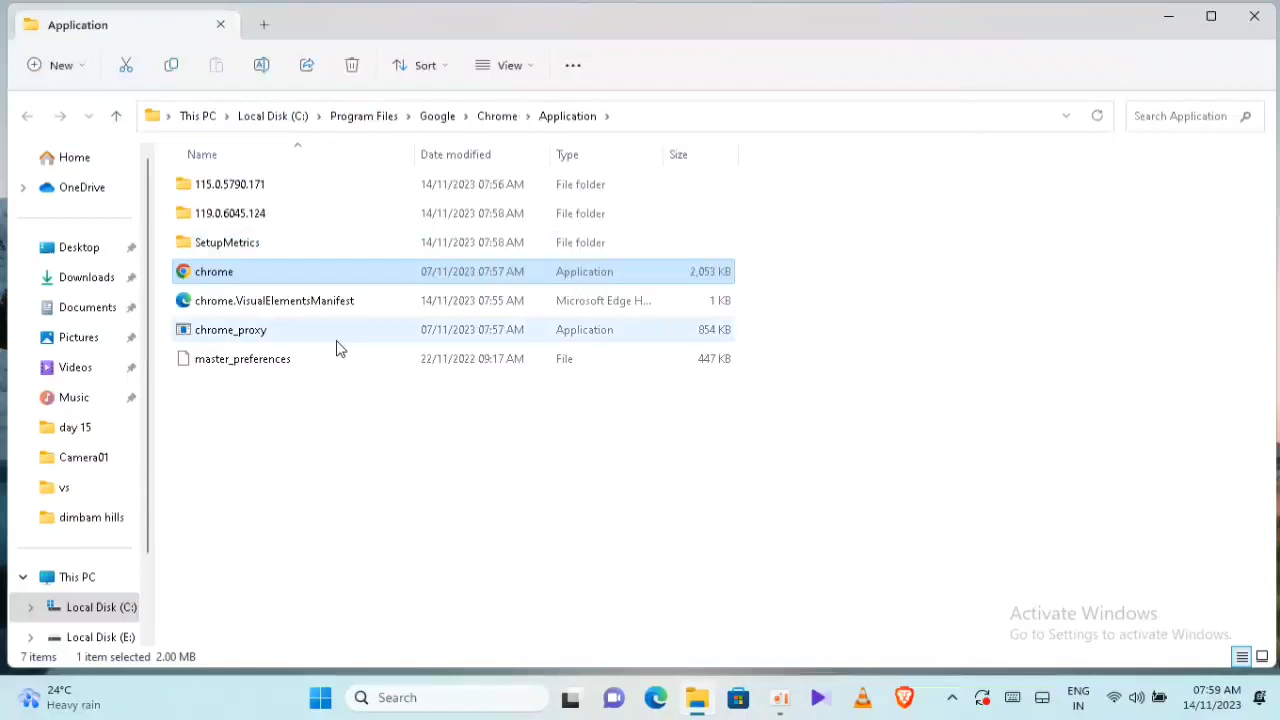 Application
New
Sort
View
This PC > Local Disk (C:) > Program Files > Google > Chrome > Application >
Search Application
Home
OneDrive
Desktop
Downloads
Documents
Pictures
Videos
Music
day 15
Camera01
vs
dimbam hills
This PC
Local Disk (C:)
Local Disk (E:)
Name Date modified Type Size
115.0.5790.171 14/11/2023 07:56 AM File folder
119.0.6045.124 14/11/2023 07:58 AM File folder
SetupMetrics 14/11/2023 07:58 AM File folder
chrome 07/11/2023 07:57 AM Application 2,053 KB
chrome.VisualElementsManifest 14/11/2023 07:55 AM Microsoft Edge H... 1 KB
chrome_proxy 07/11/2023 07:57 AM Application 854 KB
master_preferences 22/11/2022 09:17 AM File 447 KB
Activate Windows
Go to Settings to activate Windows.
7 items 1 item selected 2.00 MB
24°C
Heavy rain
Search
ENG
IN
07:59 AM
14/11/2023